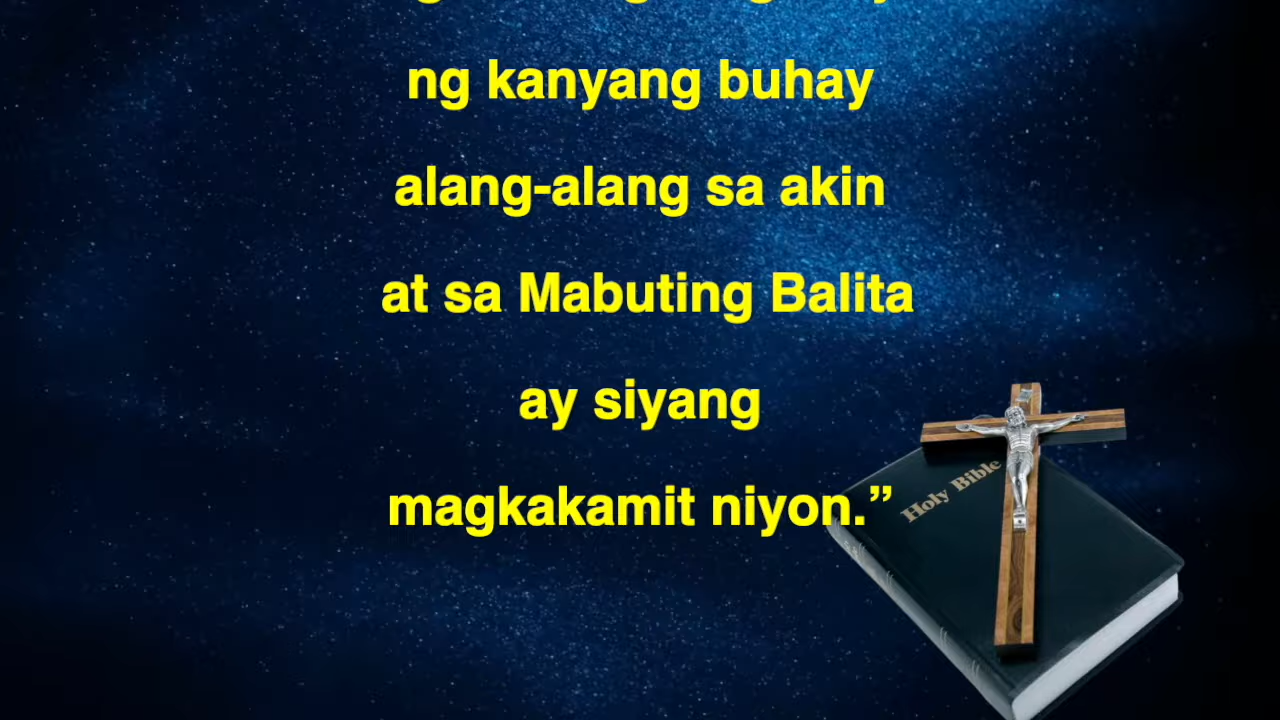 ng kanyang buhay
alang-alang sa akin
at sa Mabuting Balita
ay siyang
magkakamit niyon.”
Holy Bible